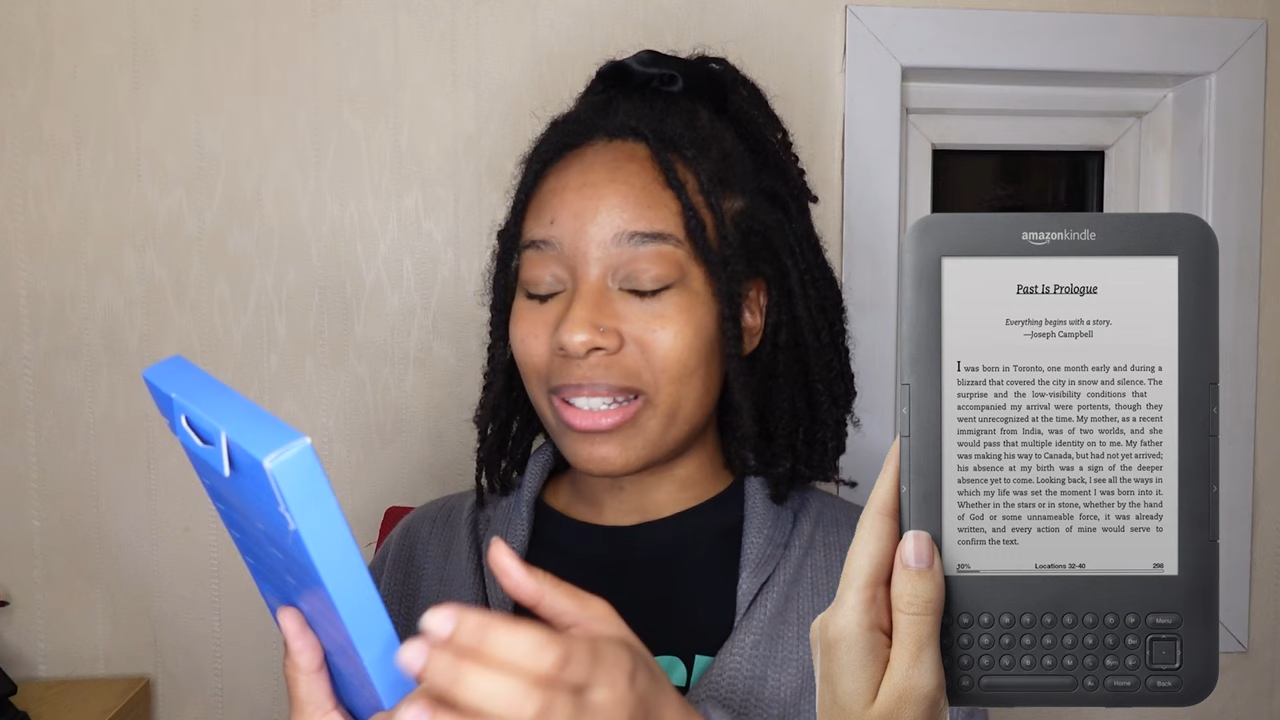 amazonkindle
Past Is Prologue
Everything begins with a story.
—Joseph Campbell
I was born in Toronto, one month early and during a
blizzard that covered the city in snow and silence. The
surprise and the low-visibility conditions that
accompanied my arrival were portents, though they
went unrecognized at the time. My mother, as a recent
immigrant from India, was of two worlds, and she
would pass that multiple identity on to me. My father
was making his way to Canada, but had not yet arrived;
his absence at my birth was a sign of the deeper
absence yet to come. Looking back, I see all the ways in
which my life was set the moment I was born into it.
Whether in the stars or in stone, whether by the hand
of God or some unnameable force, it was already
written, and every action of mine would serve to
confirm the text.
10% Locations 32-40 298
Menu
Home Back